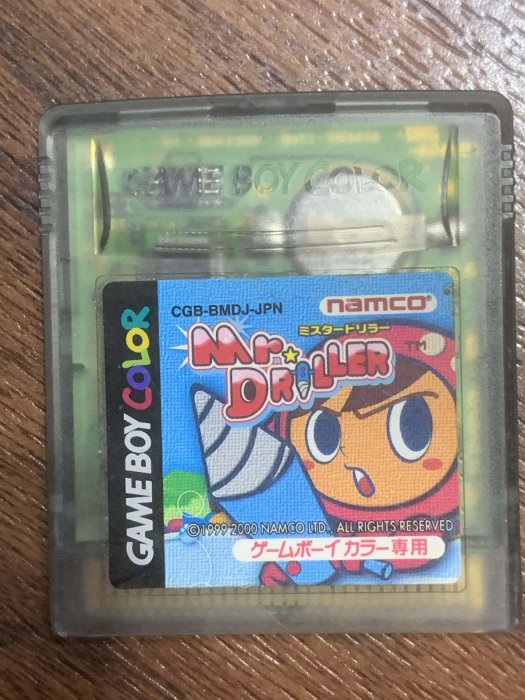 GAME BOY COLOR
CGB-BMDJ-JPN
namco®
ミスタードリラー
Mr.
DRILLER™
GAME BOY COLOR
©1999 2000 NAMCO LTD., ALL RIGHTS RESERVED
ゲームボーイカラー専用